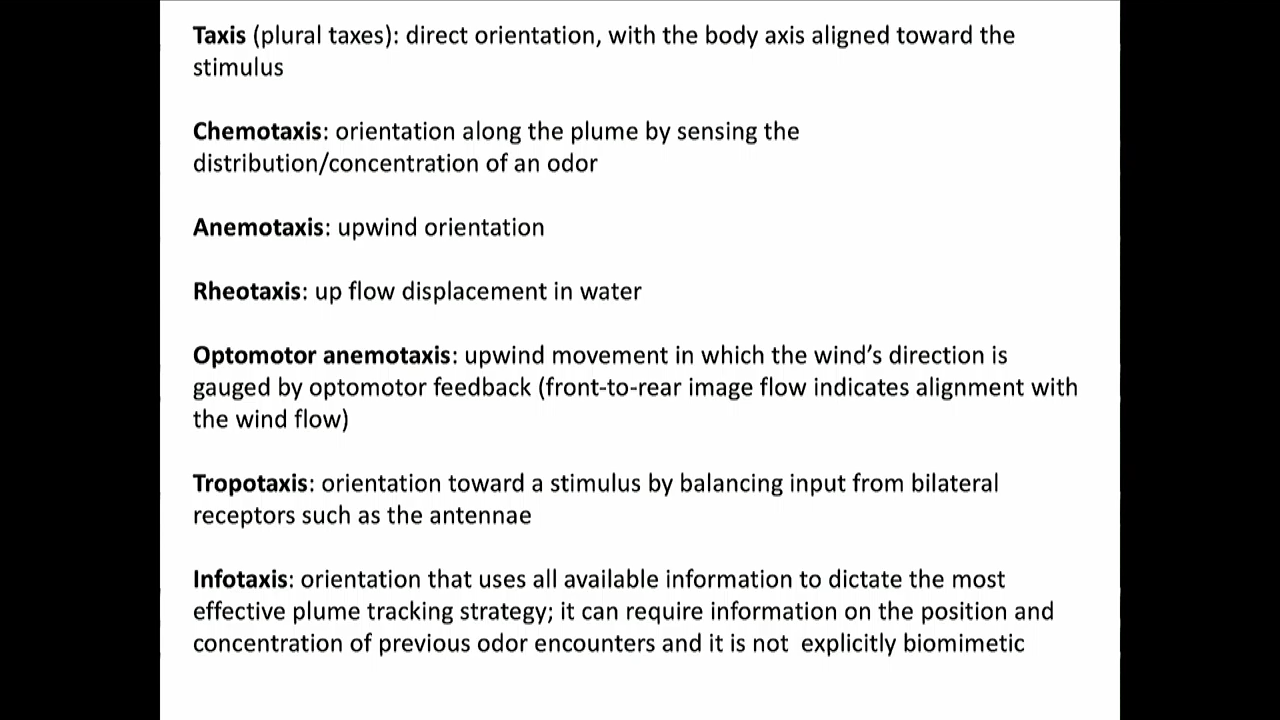 Taxis (plural taxes): direct orientation, with the body axis aligned toward the
stimulus
Chemotaxis: orientation along the plume by sensing the
distribution/concentration of an odor
Anemotaxis: upwind orientation
Rheotaxis: up flow displacement in water
Optomotor anemotaxis: upwind movement in which the wind’s direction is
gauged by optomotor feedback (front-to-rear image flow indicates alignment with
the wind flow)
Tropotaxis: orientation toward a stimulus by balancing input from bilateral
receptors such as the antennae
Infotaxis: orientation that uses all available information to dictate the most
effective plume tracking strategy; it can require information on the position and
concentration of previous odor encounters and it is not  explicitly biomimetic